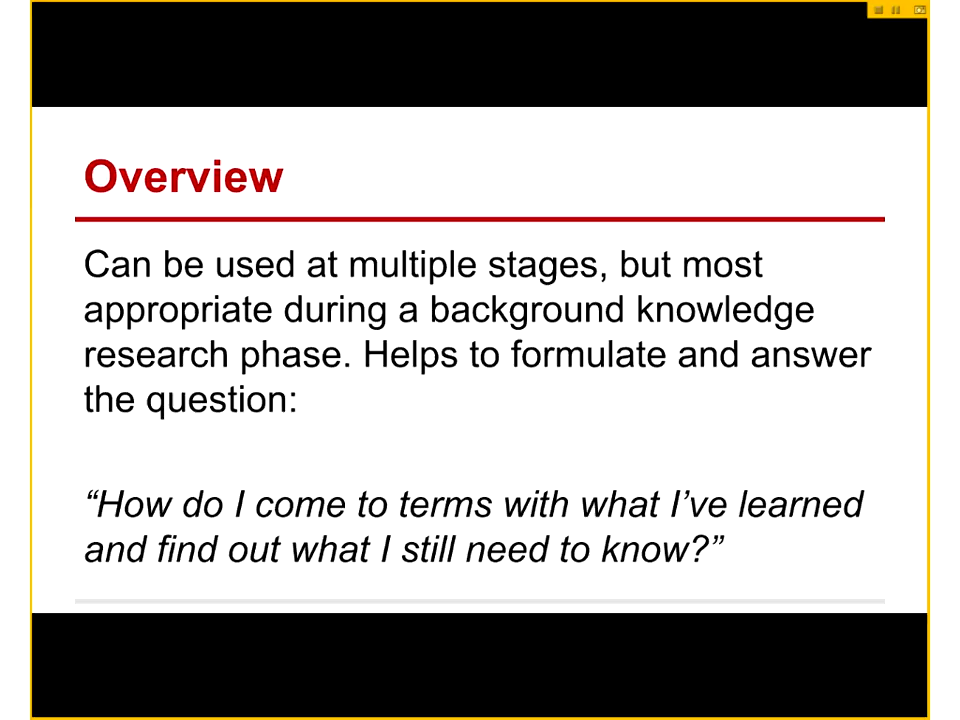 Overview
Can be used at multiple stages, but most
appropriate during a background knowledge
research phase. Helps to formulate and answer
the question:
“How do I come to terms with what I’ve learned
and find out what I still need to know?”